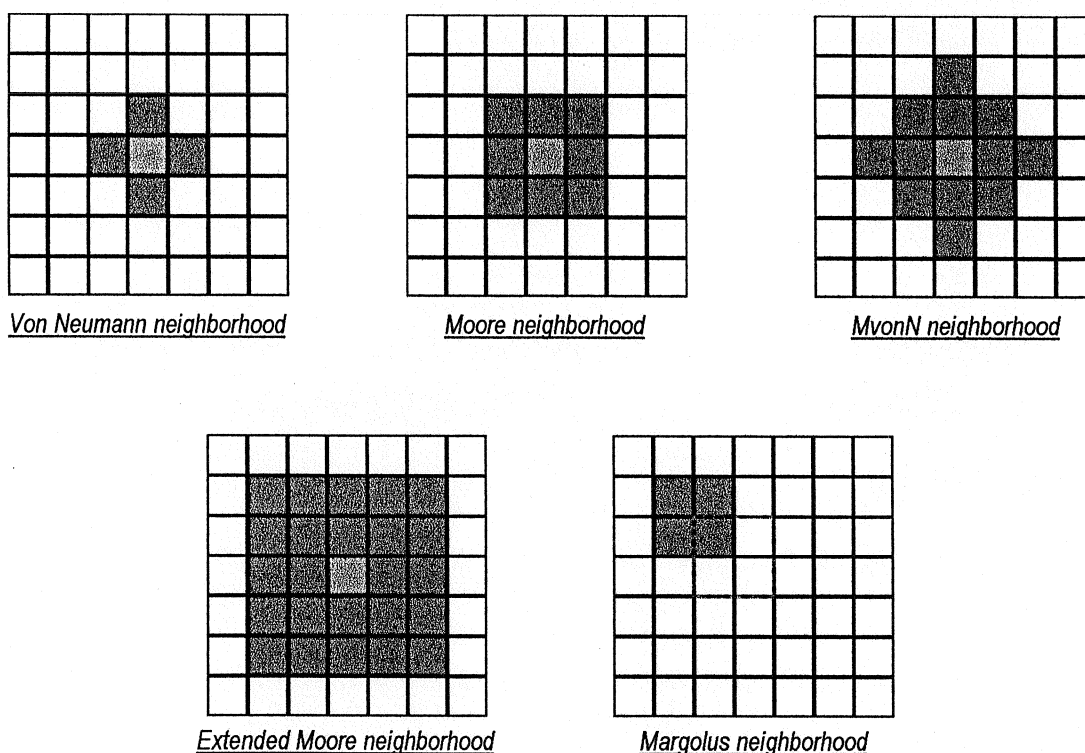 Von Neumann neighborhood
Moore neighborhood
MvonN neighborhood
Extended Moore neighborhood
Margolus neighborhood